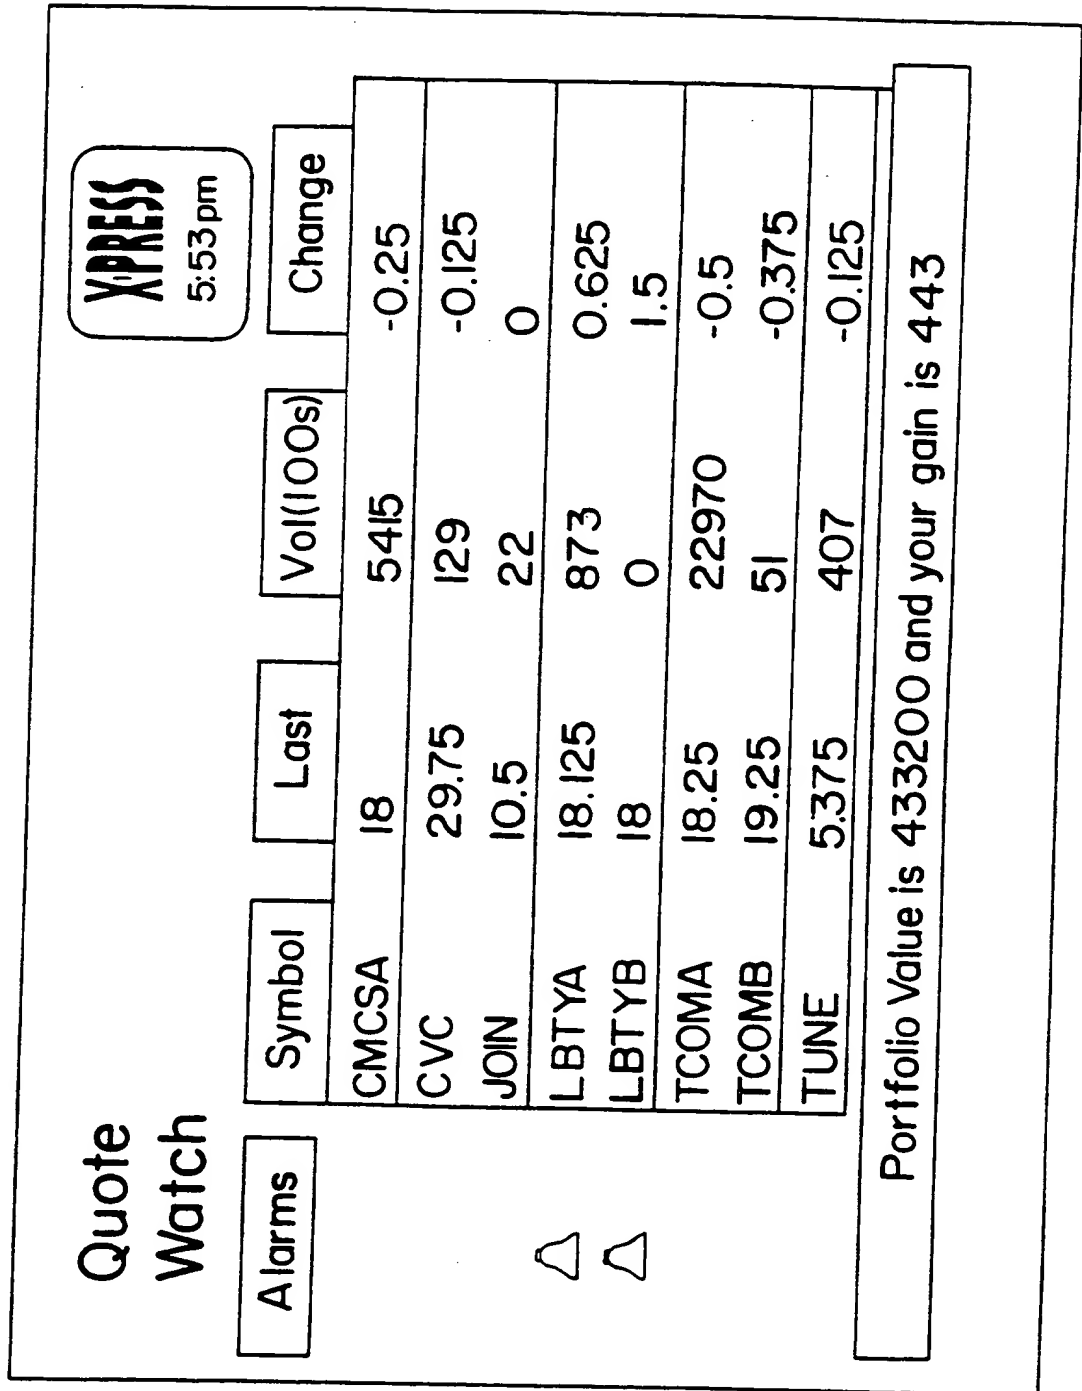 Quote
Watch
X·PRESS
5:53pm
Alarms Symbol Last Vol(100s) Change
CMCSA 18 5415 -0.25
CVC 29.75 129 -0.125
JOIN 10.5 22 0
LBTYA 18.125 873 0.625
LBTYB 18 0 1.5
TCOMA 18.25 22970 -0.5
TCOMB 19.25 51 -0.375
TUNE 5.375 407 -0.125
Portfolio Value is 433200 and your gain is 443